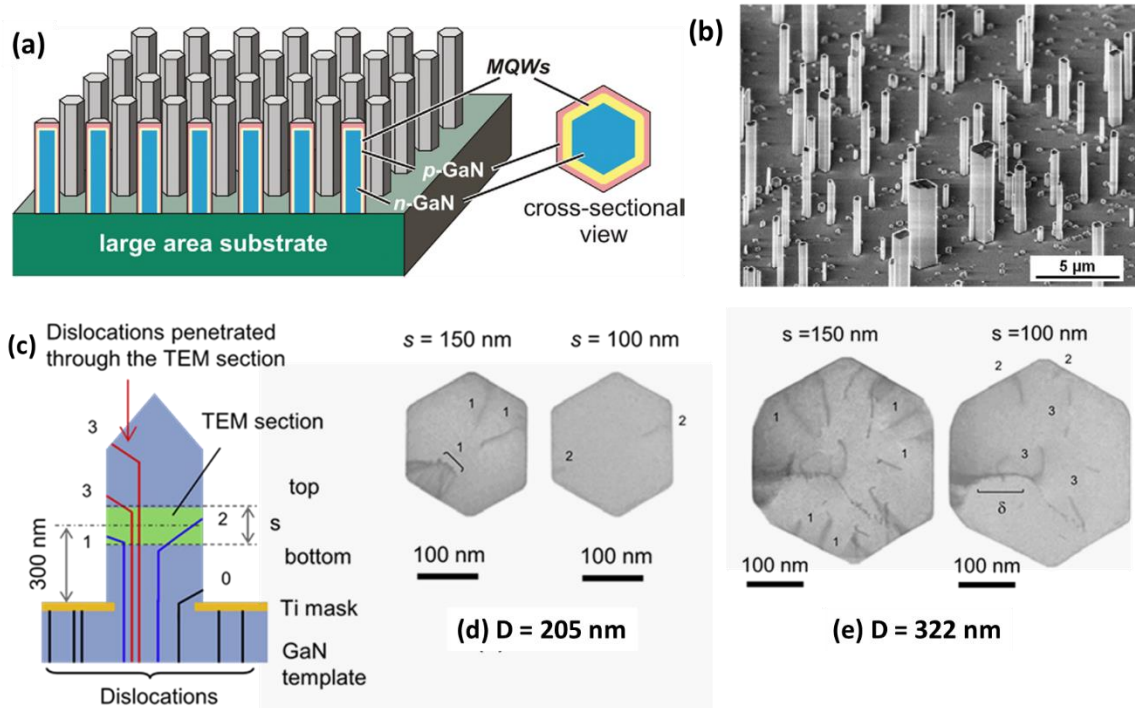 (a)
MQWs
p-GaN
n-GaN
cross-sectional
view
large area substrate
(b)
5 µm
(c)
Dislocations penetrated
through the TEM section
3
TEM section
3
top
2
s
1
bottom
300 nm
0
Ti mask
GaN
template
Dislocations
s = 150 nm
s = 100 nm
1
1
1
2
2
100 nm
100 nm
(d) D = 205 nm
s =150 nm
s =100 nm
1
1
1
1
2
2
3
3
3
δ
100 nm
100 nm
(e) D = 322 nm